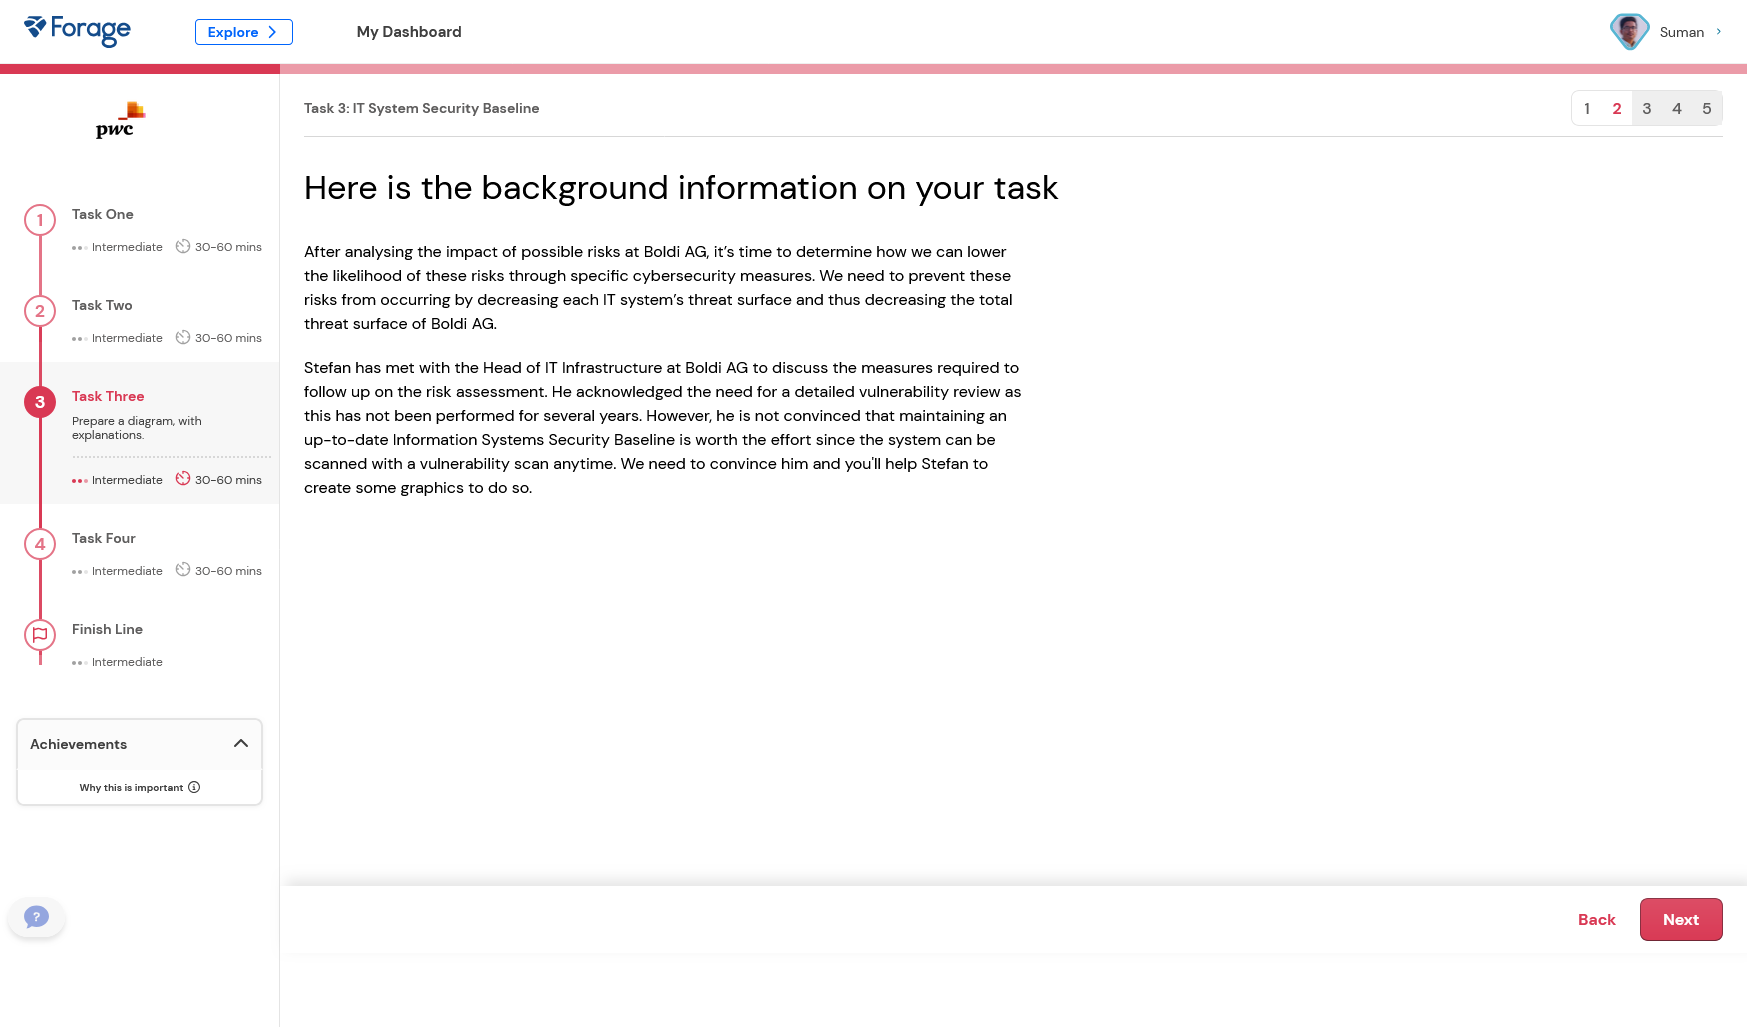 Forage
Explore
My Dashboard
Suman
pwc
1
Task One
Intermediate
30-60 mins
2
Task Two
Intermediate
30-60 mins
3
Task Three
Prepare a diagram, with
explanations.
Intermediate
30-60 mins
4
Task Four
Intermediate
30-60 mins
Finish Line
Intermediate
Achievements
Why this is important
?
Task 3: IT System Security Baseline
1 2 3 4 5
Here is the background information on your task
After analysing the impact of possible risks at Boldi AG, it’s time to determine how we can lower
the likelihood of these risks through specific cybersecurity measures. We need to prevent these
risks from occurring by decreasing each IT system’s threat surface and thus decreasing the total
threat surface of Boldi AG.
Stefan has met with the Head of IT Infrastructure at Boldi AG to discuss the measures required to
follow up on the risk assessment. He acknowledged the need for a detailed vulnerability review as
this has not been performed for several years. However, he is not convinced that maintaining an
up-to-date Information Systems Security Baseline is worth the effort since the system can be
scanned with a vulnerability scan anytime. We need to convince him and you'll help Stefan to
create some graphics to do so.
Back
Next